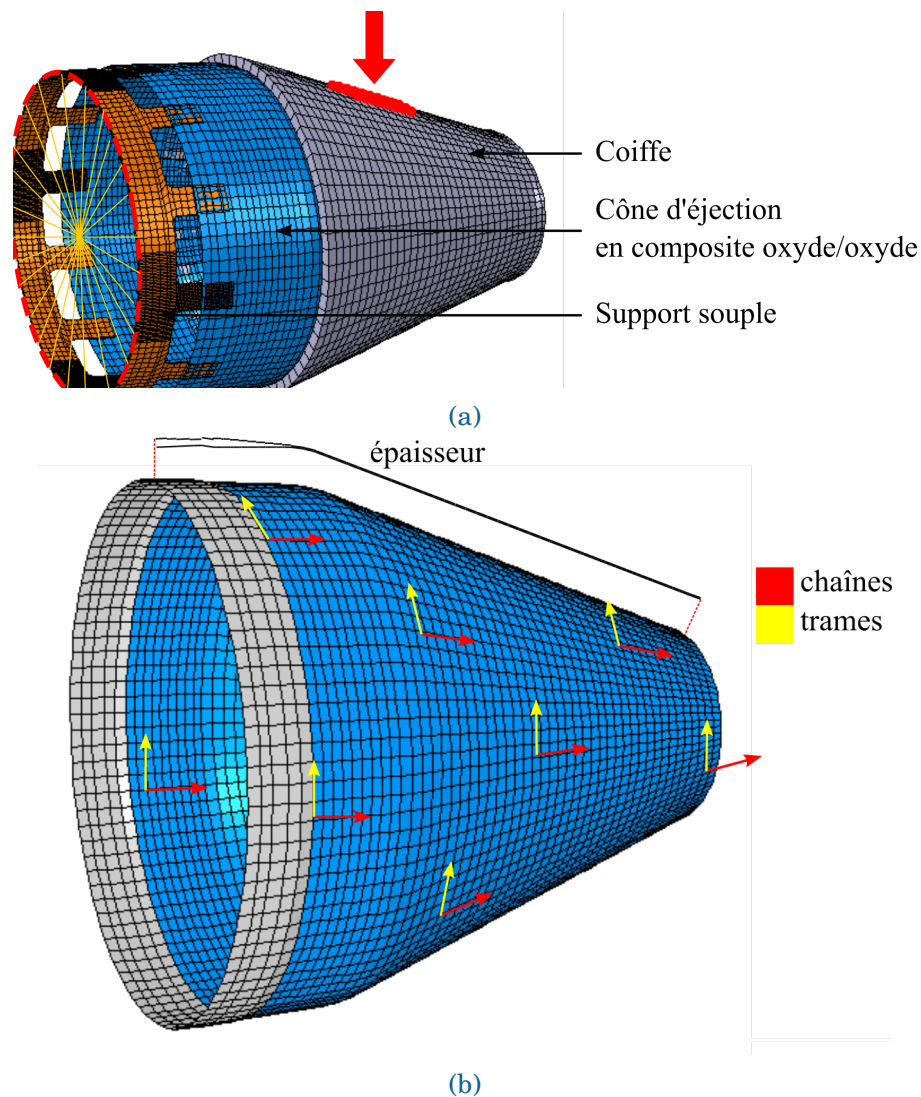 Coiffe
Cône d'éjection
en composite oxyde/oxyde
Support souple
(a)
épaisseur
chaînes
trames
(b)